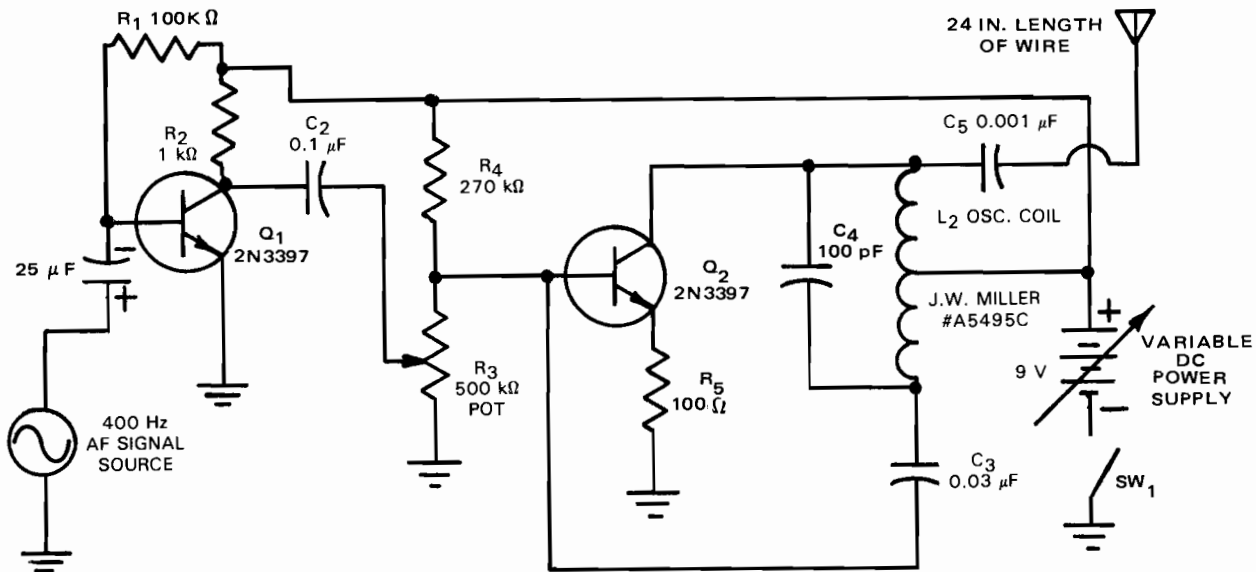 R1 100K Ω
R2
1 kΩ
C2
0.1 μF
Q1
2N3397
25 μF
−
+
400 Hz
AF SIGNAL
SOURCE
R4
270 kΩ
R3
500 kΩ
POT
Q2
2N3397
R5
100Ω
C4
100 pF
24 IN. LENGTH
OF WIRE
C5 0.001 μF
L2 OSC. COIL
J.W. MILLER
#A5495C
C3
0.03 μF
+
9 V
−
VARIABLE
DC
POWER
SUPPLY
SW1